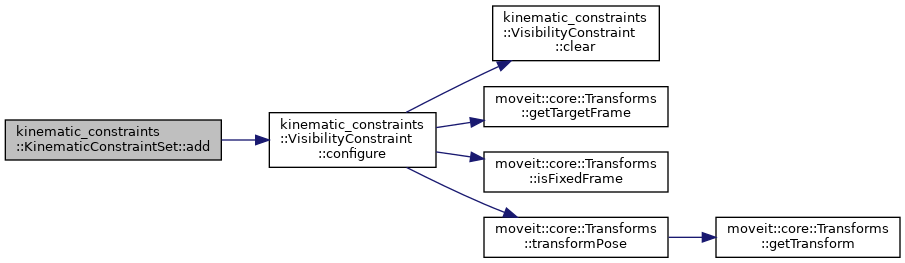 kinematic_constraints
::KinematicConstraintSet::add
kinematic_constraints
::VisibilityConstraint
::configure
kinematic_constraints
::VisibilityConstraint
::clear
moveit::core::Transforms
::getTargetFrame
moveit::core::Transforms
::isFixedFrame
moveit::core::Transforms
::transformPose
moveit::core::Transforms
::getTransform